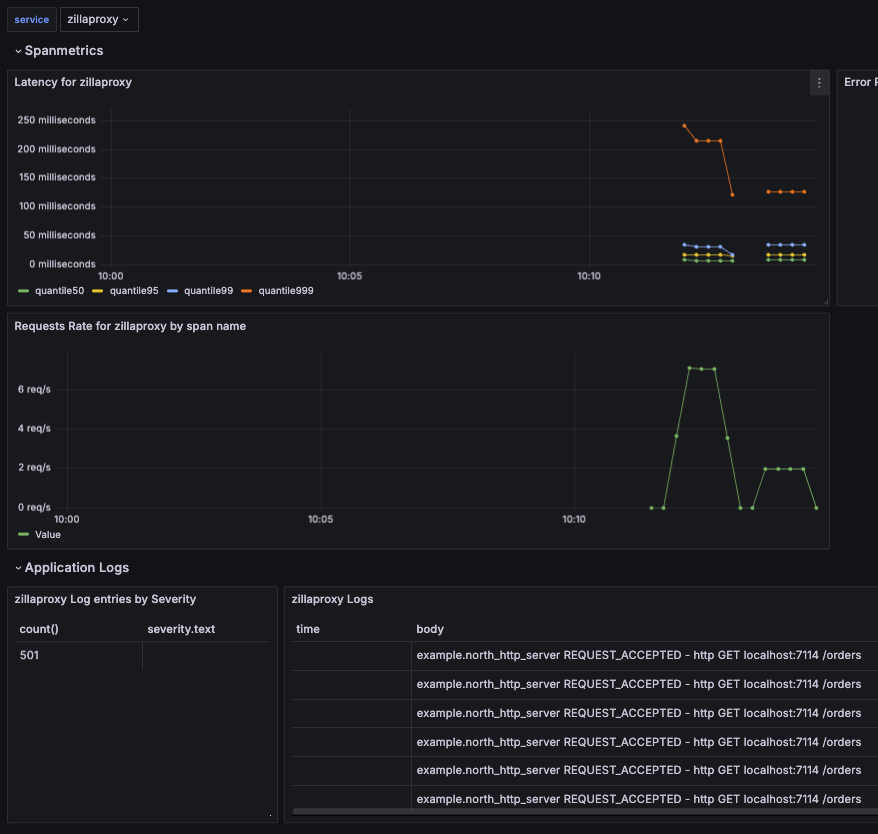 service zillaproxy
Spanmetrics
Latency for zillaproxy
Error
250 milliseconds
200 milliseconds
150 milliseconds
100 milliseconds
50 milliseconds
0 milliseconds
10:00 10:05 10:10
quantile50 quantile95 quantile99 quantile999
Requests Rate for zillaproxy by span name
6 req/s
4 req/s
2 req/s
0 req/s
10:00 10:05 10:10
Value
Application Logs
zillaproxy Log entries by Severity
count() severity.text
501
zillaproxy Logs
time body
example.north_http_server REQUEST_ACCEPTED - http GET localhost:7114 /orders
example.north_http_server REQUEST_ACCEPTED - http GET localhost:7114 /orders
example.north_http_server REQUEST_ACCEPTED - http GET localhost:7114 /orders
example.north_http_server REQUEST_ACCEPTED - http GET localhost:7114 /orders
example.north_http_server REQUEST_ACCEPTED - http GET localhost:7114 /orders
example.north_http_server REQUEST_ACCEPTED - http GET localhost:7114 /orders